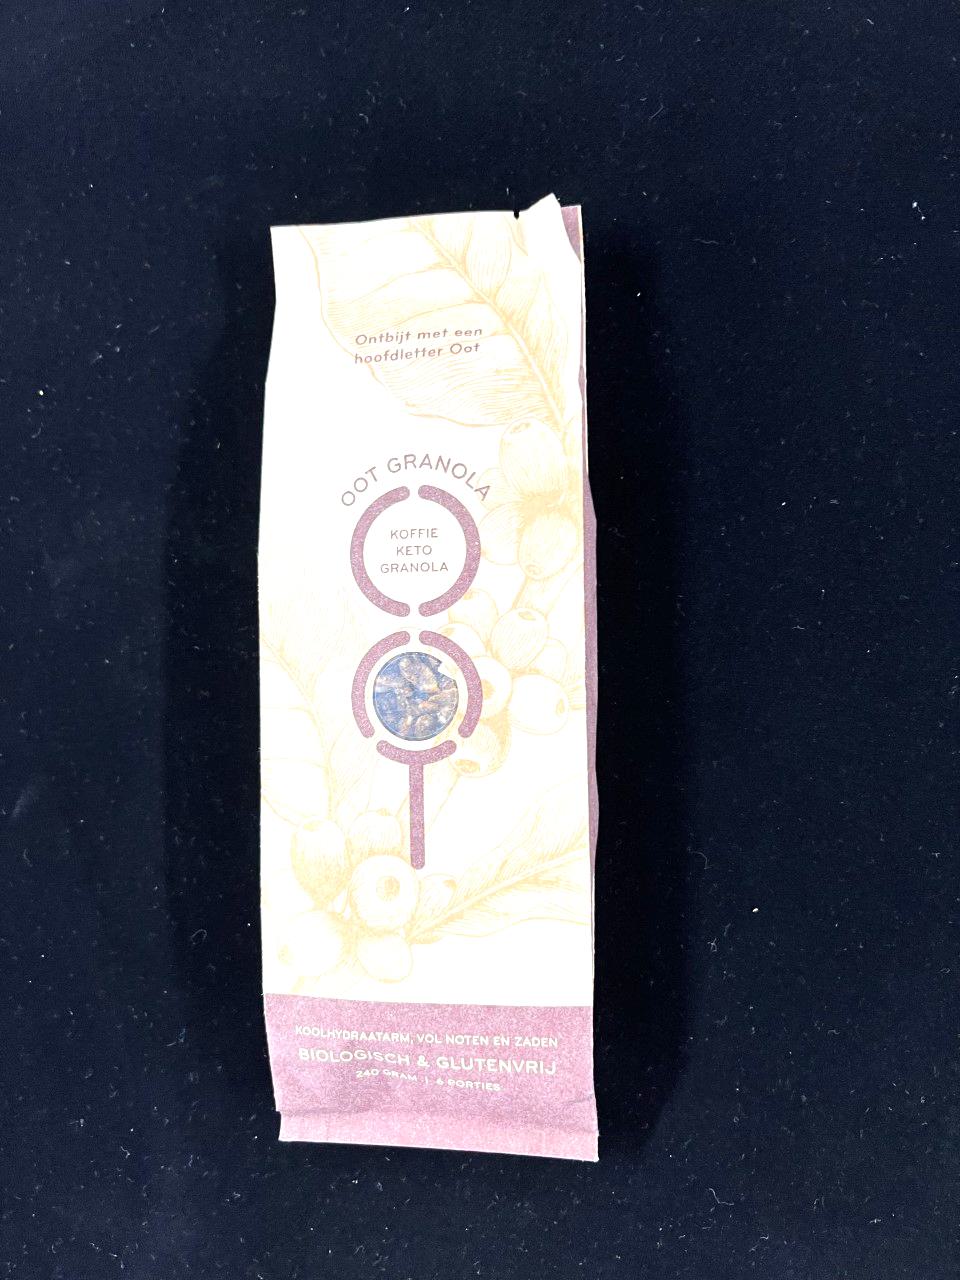 Ontbijt met een
hoofdletter Oot
OOT GRANOLA
KOFFIE
KETO
GRANOLA
KOOLHYDRAATARM, VOL NOTEN EN ZADEN
BIOLOGISCH & GLUTENVRIJ
240 GRAM | 6 PORTIES